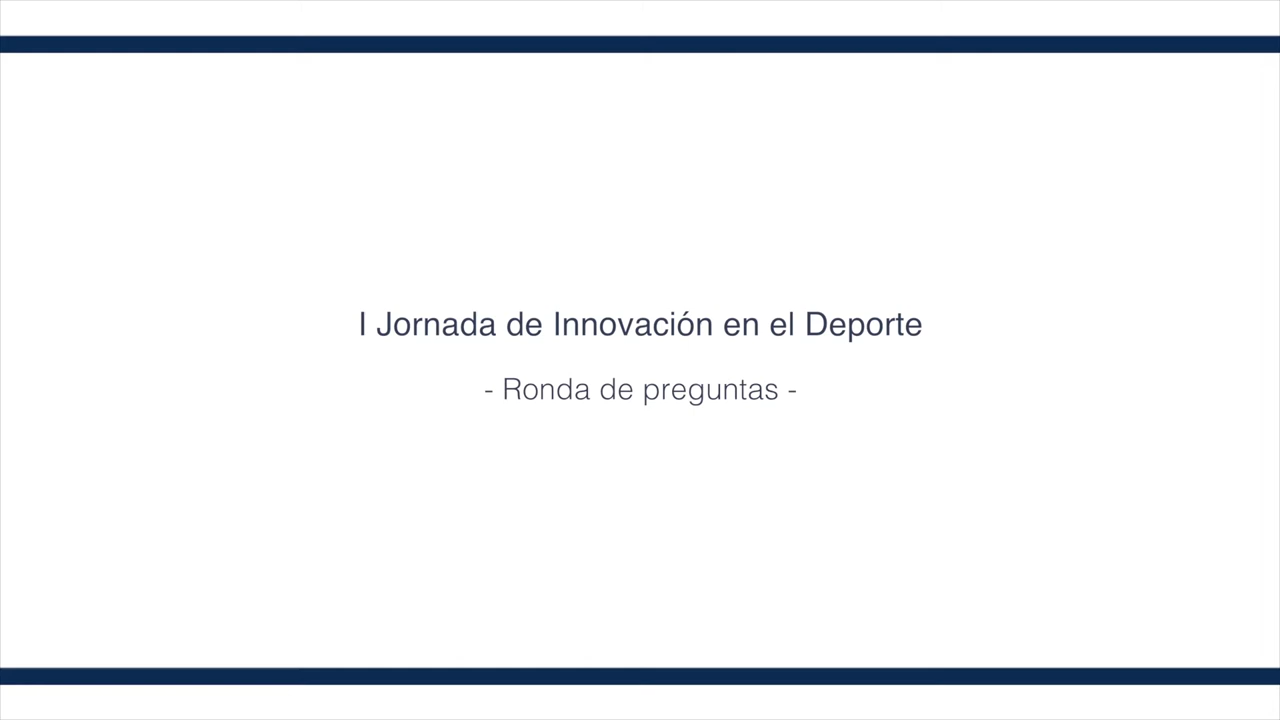 I Jornada de Innovación en el Deporte
- Ronda de preguntas -